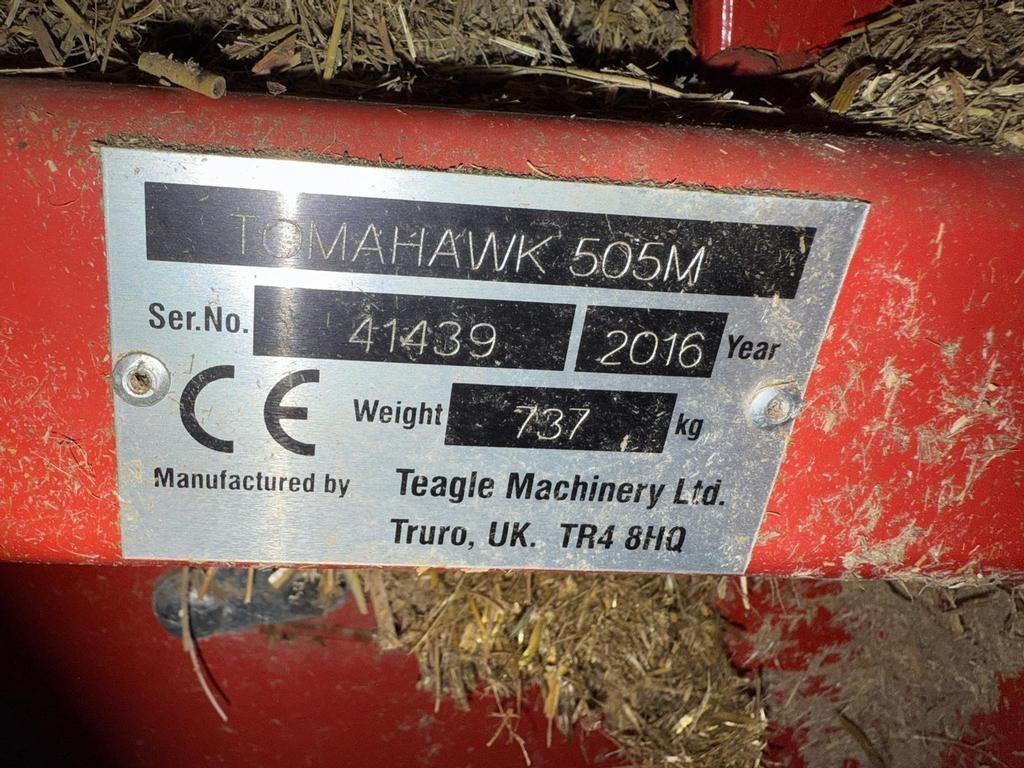 TOMAHAWK 505M
Ser.No. 41439 2016 Year
CE Weight 737 kg
Manufactured by Teagle Machinery Ltd.
Truro, UK. TR4 8HQ